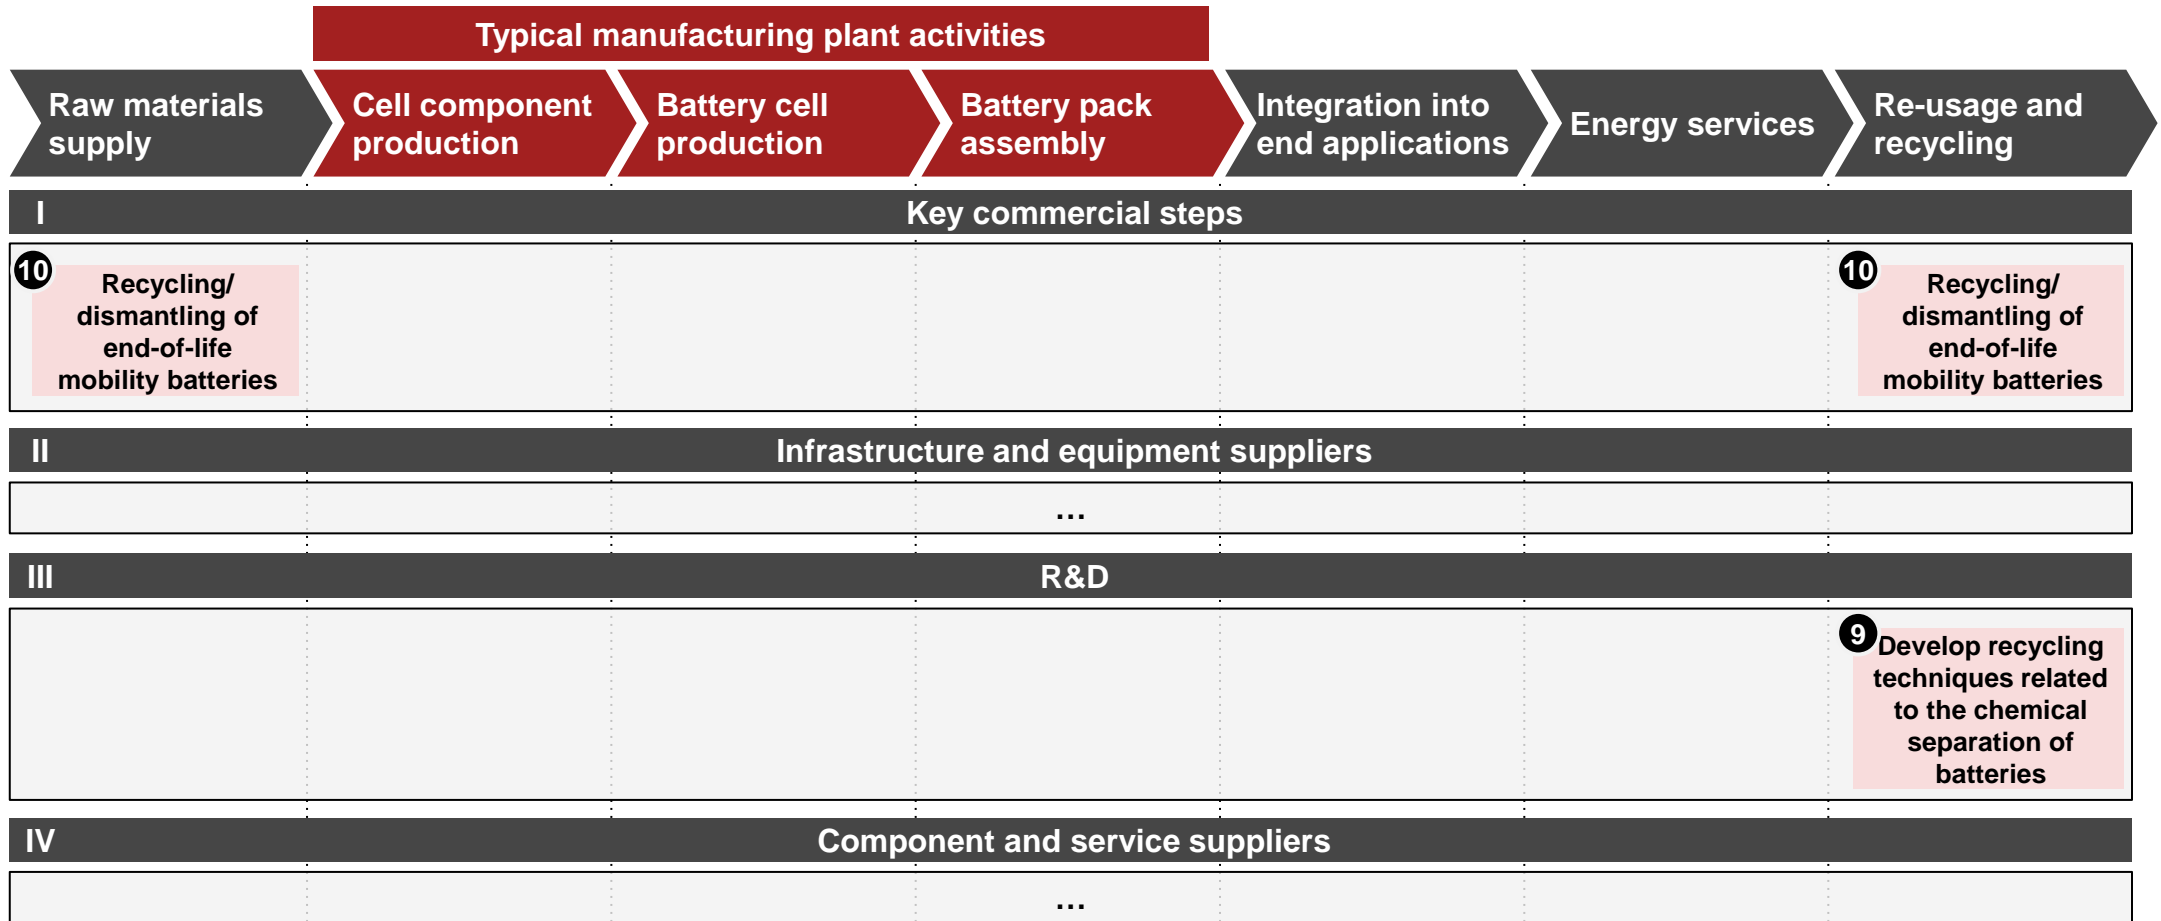 Typical manufacturing plant activities
Raw materials
supply
Cell component
production
Battery cell
production
Battery pack
assembly
Integration into
end applications
Energy services
Re-usage and
recycling
I
Key commercial steps
10
Recycling/
dismantling of
end-of-life
mobility batteries
10
Recycling/
dismantling of
end-of-life
mobility batteries
II
Infrastructure and equipment suppliers
...
III
R&D
9
Develop recycling
techniques related
to the chemical
separation of
batteries
IV
Component and service suppliers
...